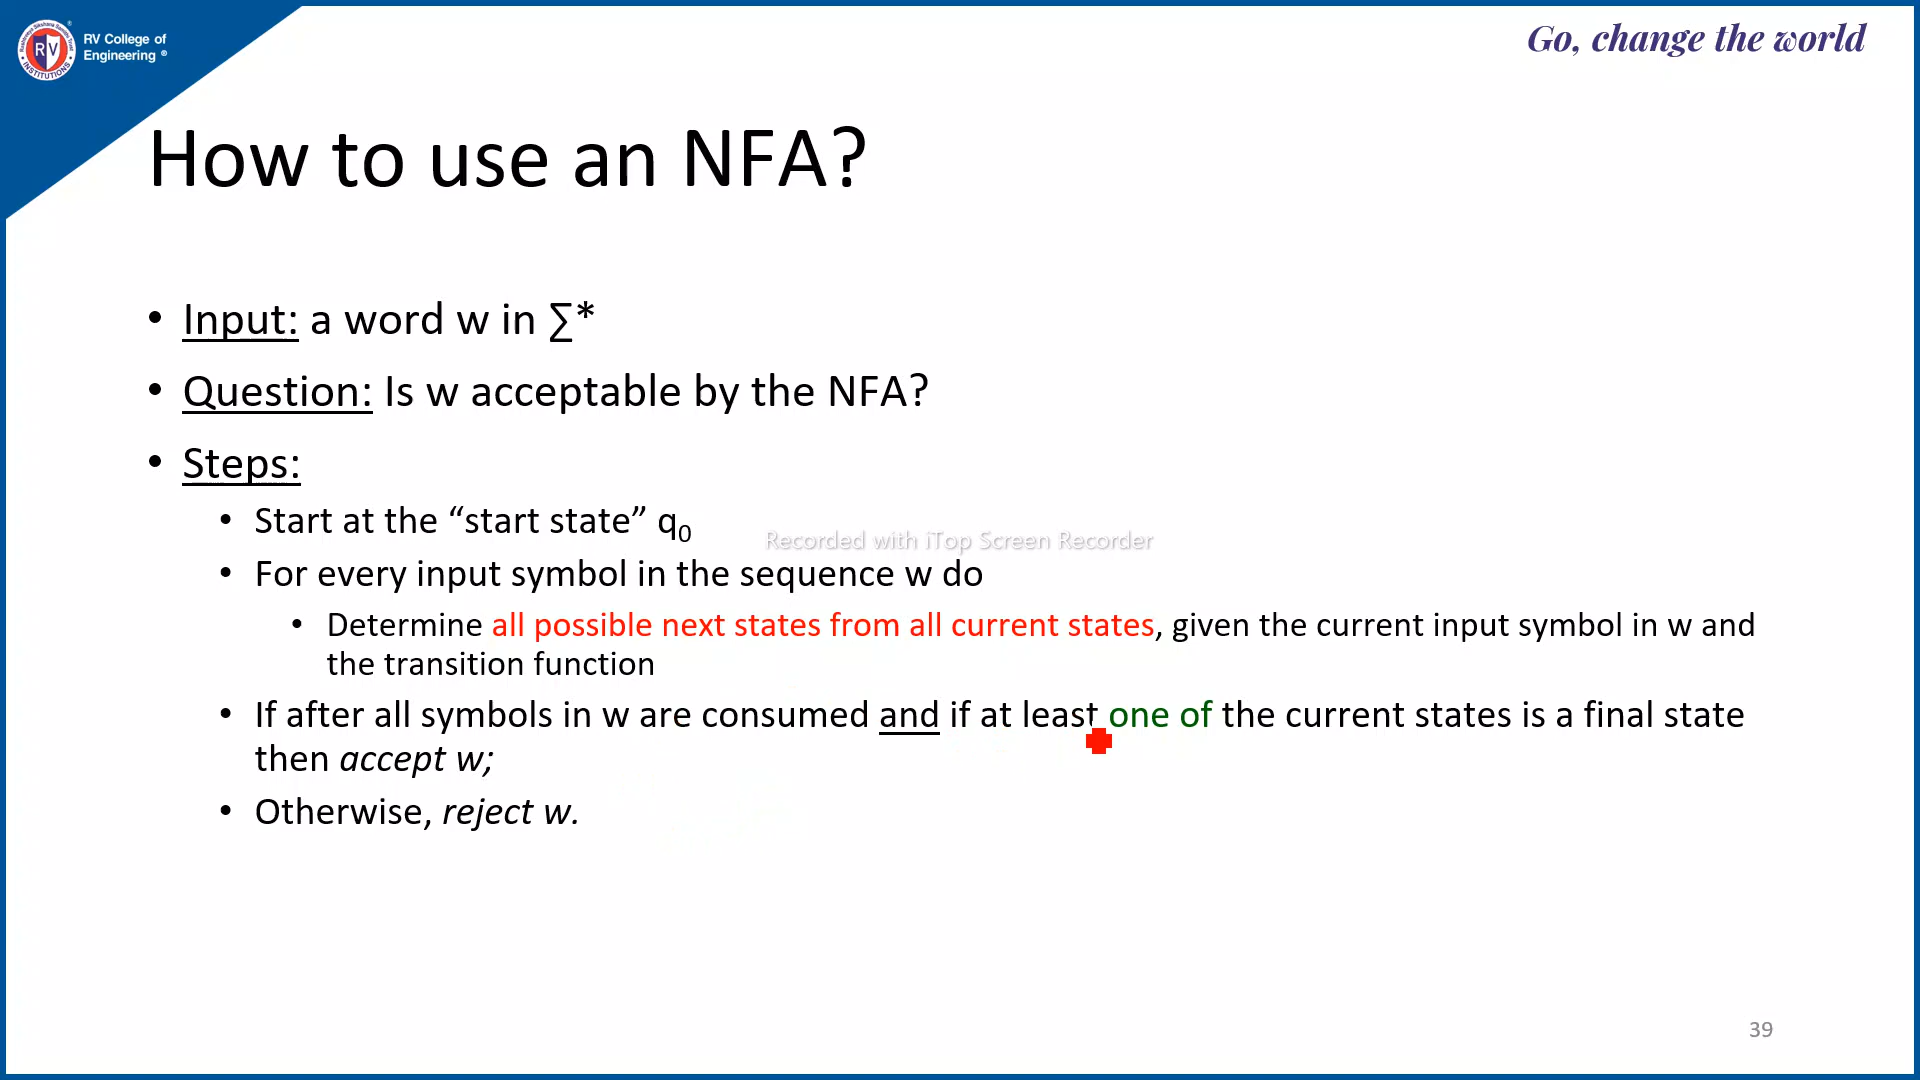 RV College of
Engineering ®
Go, change the world
How to use an NFA?
• Input: a word w in ∑*
• Question: Is w acceptable by the NFA?
• Steps:
• Start at the “start state” q0
Recorded with iTop Screen Recorder
• For every input symbol in the sequence w do
• Determine all possible next states from all current states, given the current input symbol in w and
the transition function
• If after all symbols in w are consumed and if at least one of the current states is a final state
then accept w;
• Otherwise, reject w.
39